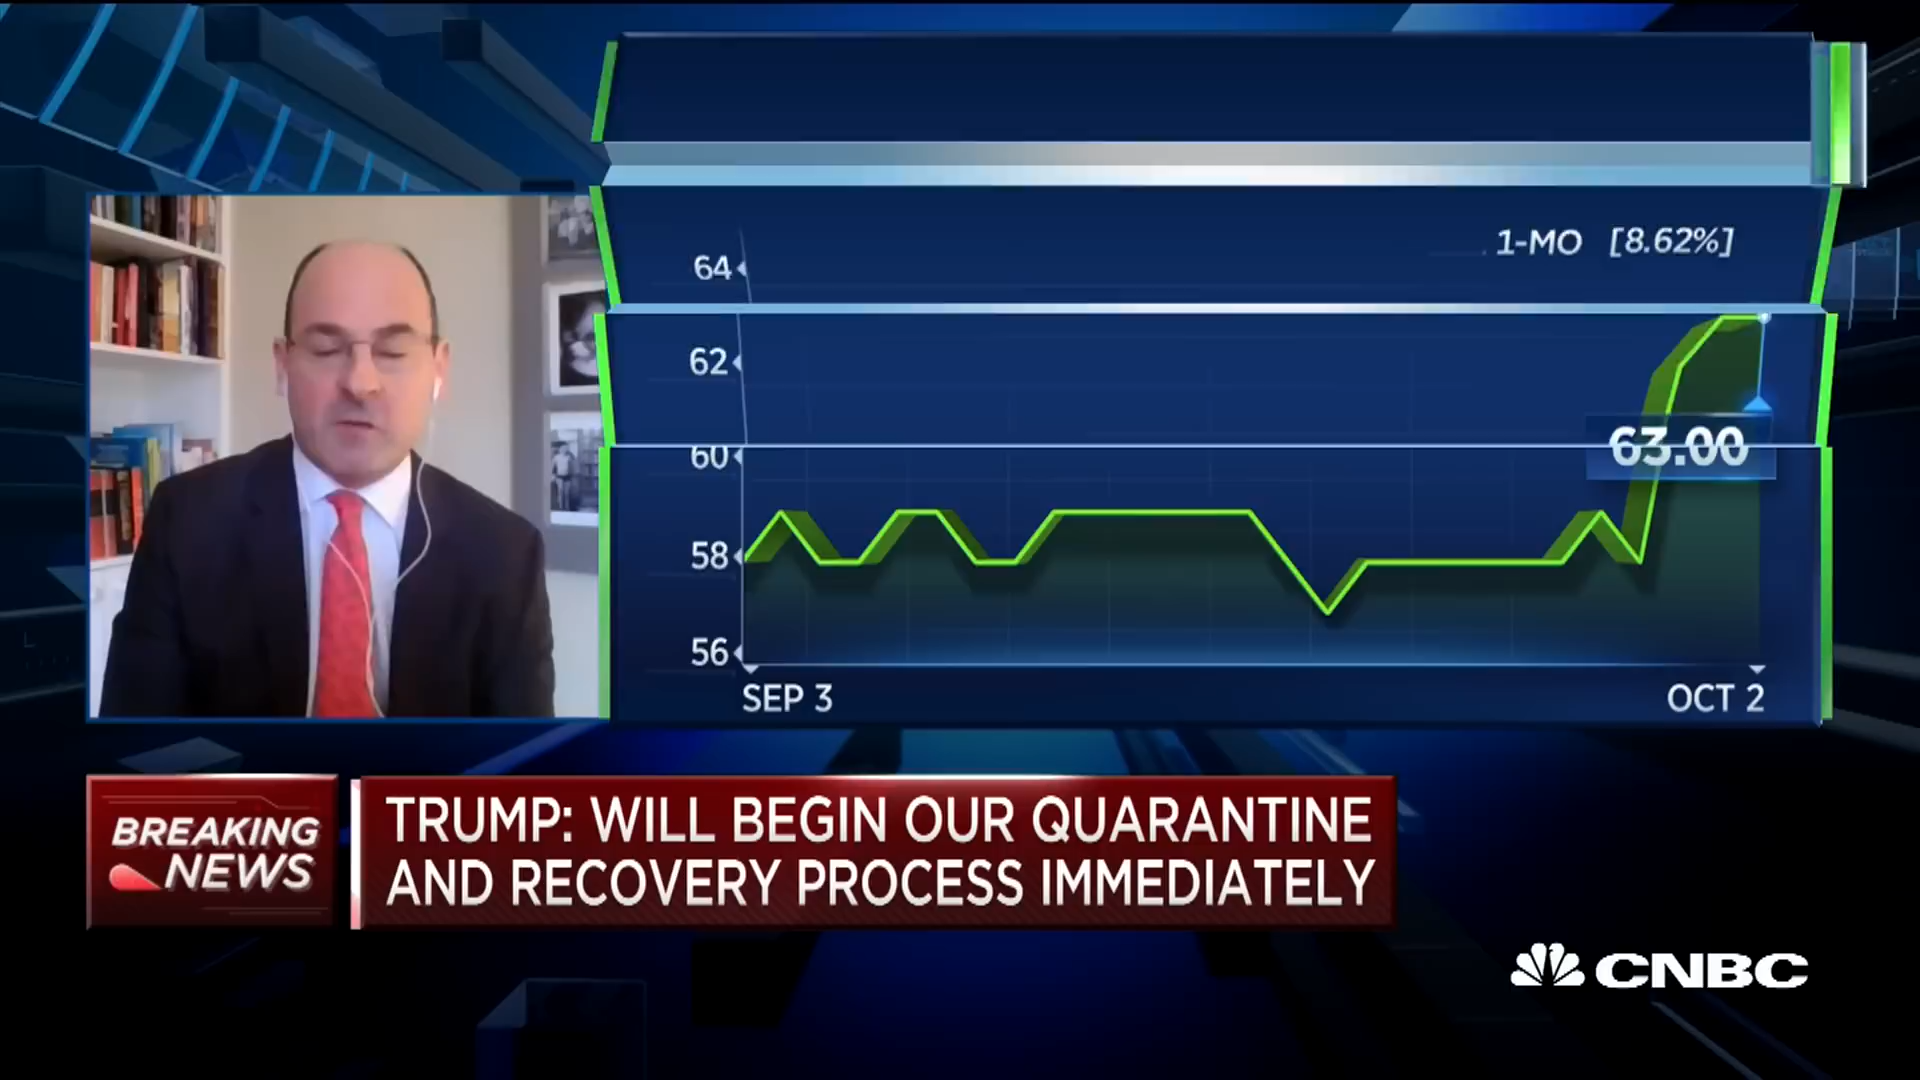 1-MO [8.62%]
64
62
60
58
56
63.00
SEP 3
OCT 2
BREAKING
NEWS
TRUMP: WILL BEGIN OUR QUARANTINE
AND RECOVERY PROCESS IMMEDIATELY
CNBC